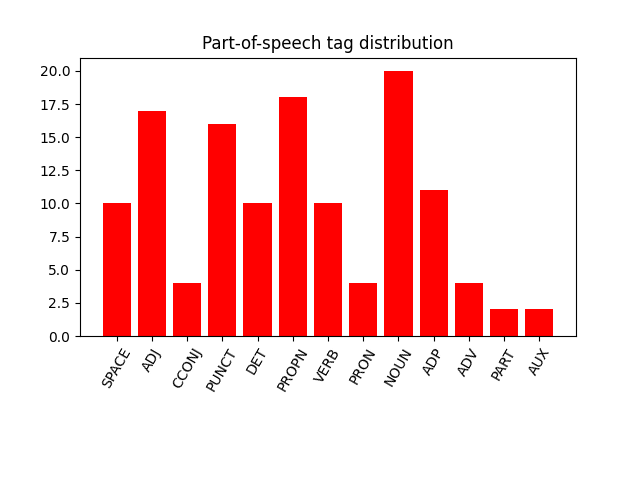 Part-of-speech tag distribution
20.0
17.5
15.0
12.5
10.0
7.5
5.0
2.5
0.0
SPACE
ADJ
CCONJ
PUNCT
DET
PROPN
VERB
PRON
NOUN
ADP
ADV
PART
AUX